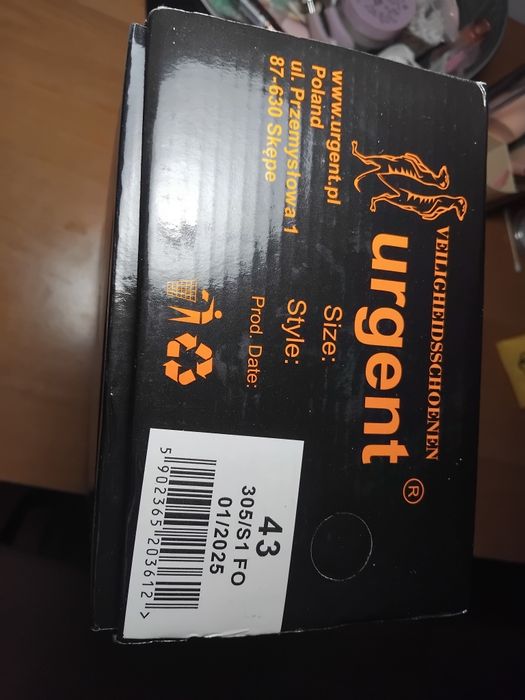 VEILIGHEIDSSCHOENEN
urgent®
www.urgent.pl
Poland
ul. Przemysłowa 1
87-630 Skępe
Size:
Style:
Prod. Date:
43
305/S1 FO
01/2025
5 902365 203612 >